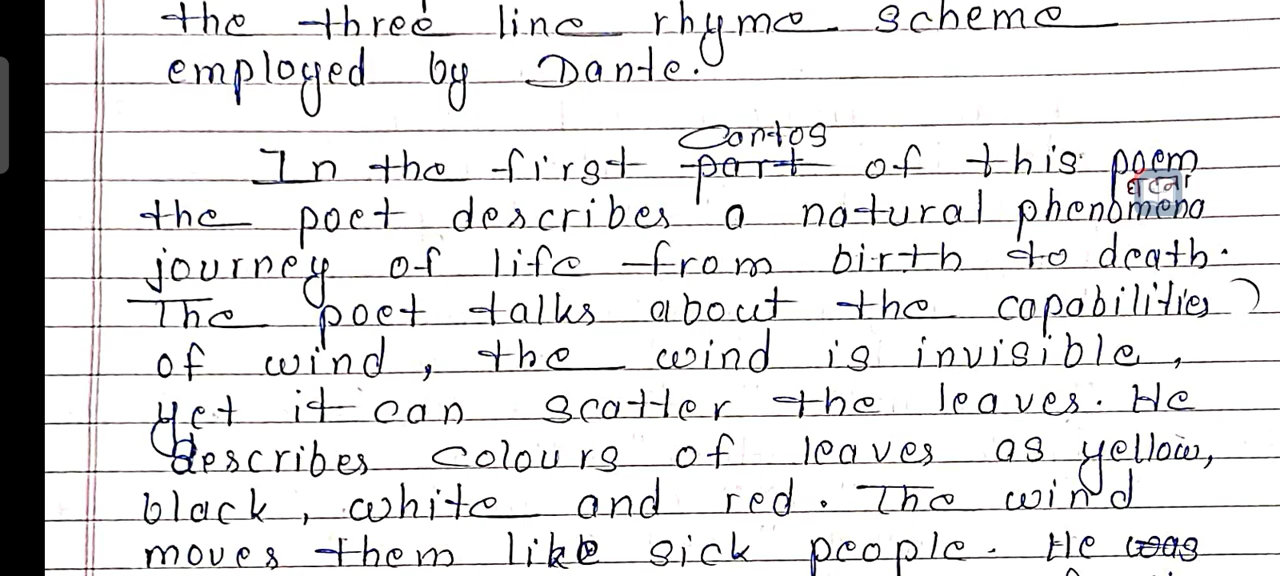 the three line rhyme scheme
employed by Dante.
Cantos
In the first part of this poem
the poet describes a natural phenomena
journey of life from birth to death.
The poet talks about the capabilities
of wind, the wind is invisible,
yet it can scatter the leaves. He
describes colours of leaves as yellow,
black, white and red. The wind
moves them like sick people. He was